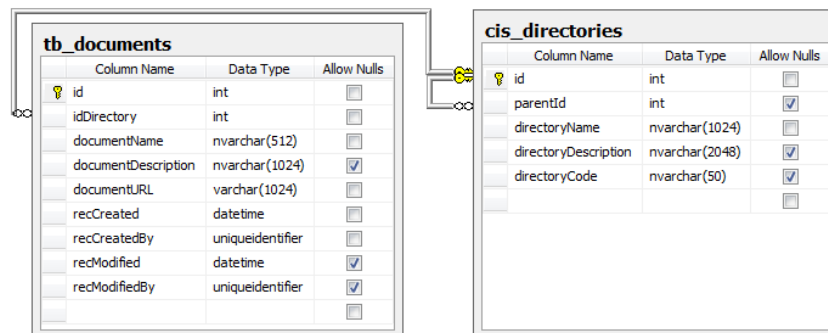 tb_documents
Column Name Data Type Allow Nulls
id int
idDirectory int
documentName nvarchar(512)
documentDescription nvarchar(1024)
documentURL varchar(1024)
recCreated datetime
recCreatedBy uniqueidentifier
recModified datetime
recModifiedBy uniqueidentifier
cis_directories
Column Name Data Type Allow Nulls
id int
parentId int
directoryName nvarchar(1024)
directoryDescription nvarchar(2048)
directoryCode nvarchar(50)